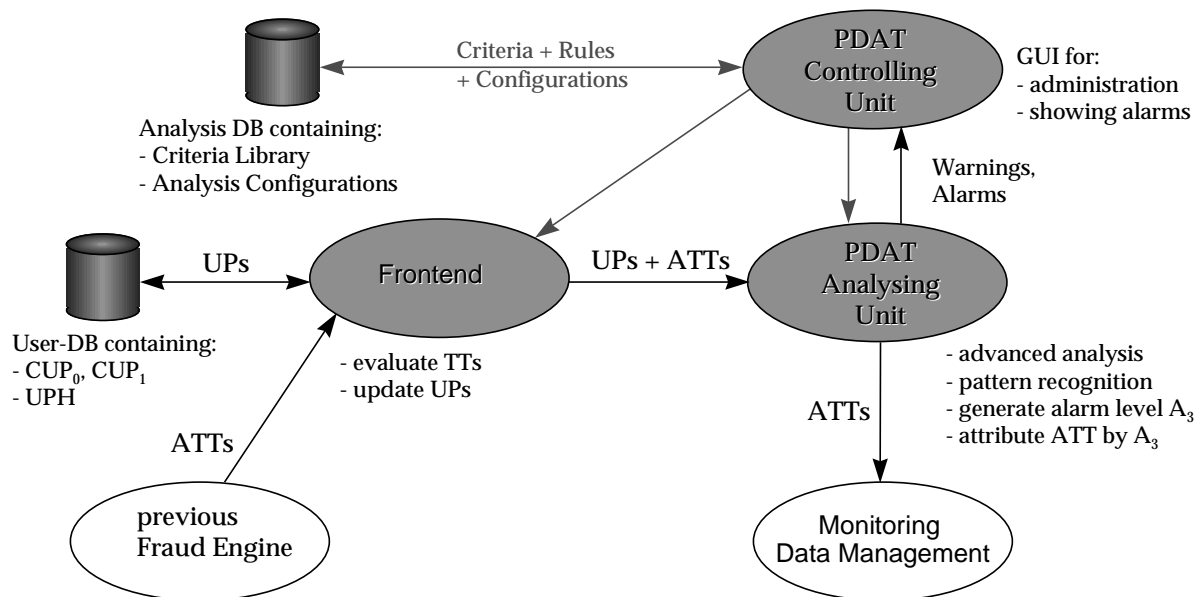 Criteria + Rules
+ Configurations
PDAT
Controlling
Unit
GUI for:
- administration
- showing alarms
Analysis DB containing:
- Criteria Library
- Analysis Configurations
Warnings,
Alarms
UPs
Frontend
UPs + ATTs
PDAT
Analysing
Unit
User-DB containing:
- CUP₀, CUP₁
- UPH
- evaluate TTs
- update UPs
- advanced analysis
- pattern recognition
- generate alarm level A₃
- attribute ATT by A₃
ATTs
ATTs
previous
Fraud Engine
Monitoring
Data Management